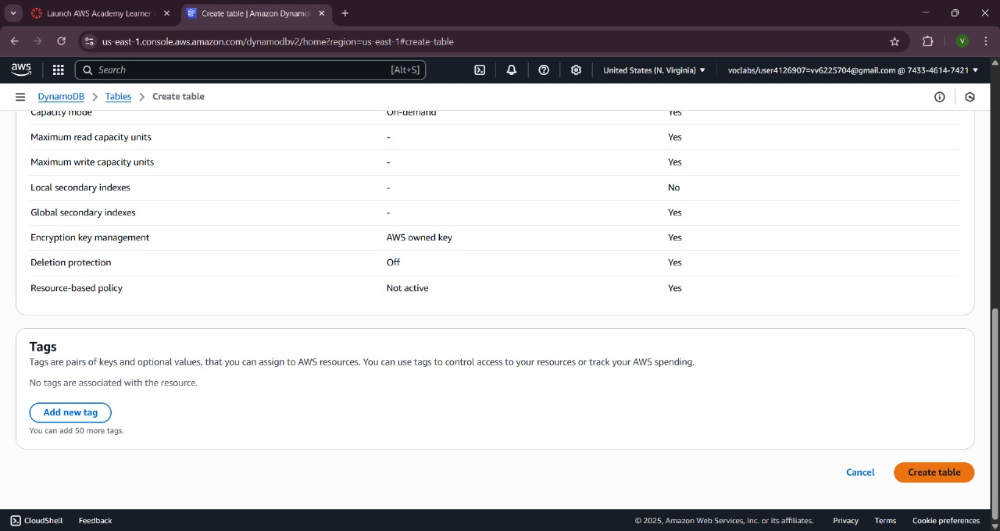 Launch AWS Academy Learner
Create table | Amazon Dynamo
us-east-1.console.aws.amazon.com/dynamodbv2/home?region=us-east-1#create-table
V
aws
Search [Alt+S]
United States (N. Virginia)
voclabs/user4126907=vv6225704@gmail.com @ 7433-4614-7421
DynamoDB Tables Create table
Capacity mode On-demand Yes
Maximum read capacity units - Yes
Maximum write capacity units - Yes
Local secondary indexes - No
Global secondary indexes - Yes
Encryption key management AWS owned key Yes
Deletion protection Off Yes
Resource-based policy Not active Yes
Tags
Tags are pairs of keys and optional values, that you can assign to AWS resources. You can use tags to control access to your resources or track your AWS spending.
No tags are associated with the resource.
Add new tag
You can add 50 more tags.
Cancel Create table
CloudShell Feedback © 2025, Amazon Web Services, Inc. or its affiliates. Privacy Terms Cookie preferences